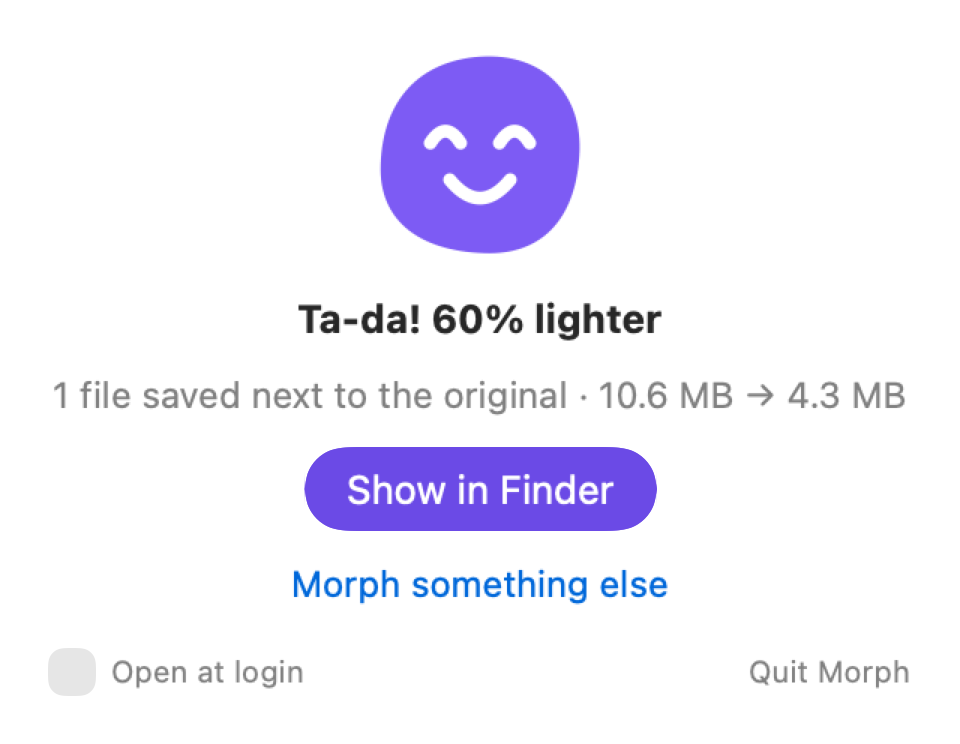 Ta-da! 60% lighter
1 file saved next to the original · 10.6 MB → 4.3 MB
Show in Finder
Morph something else
Open at login
Quit Morph